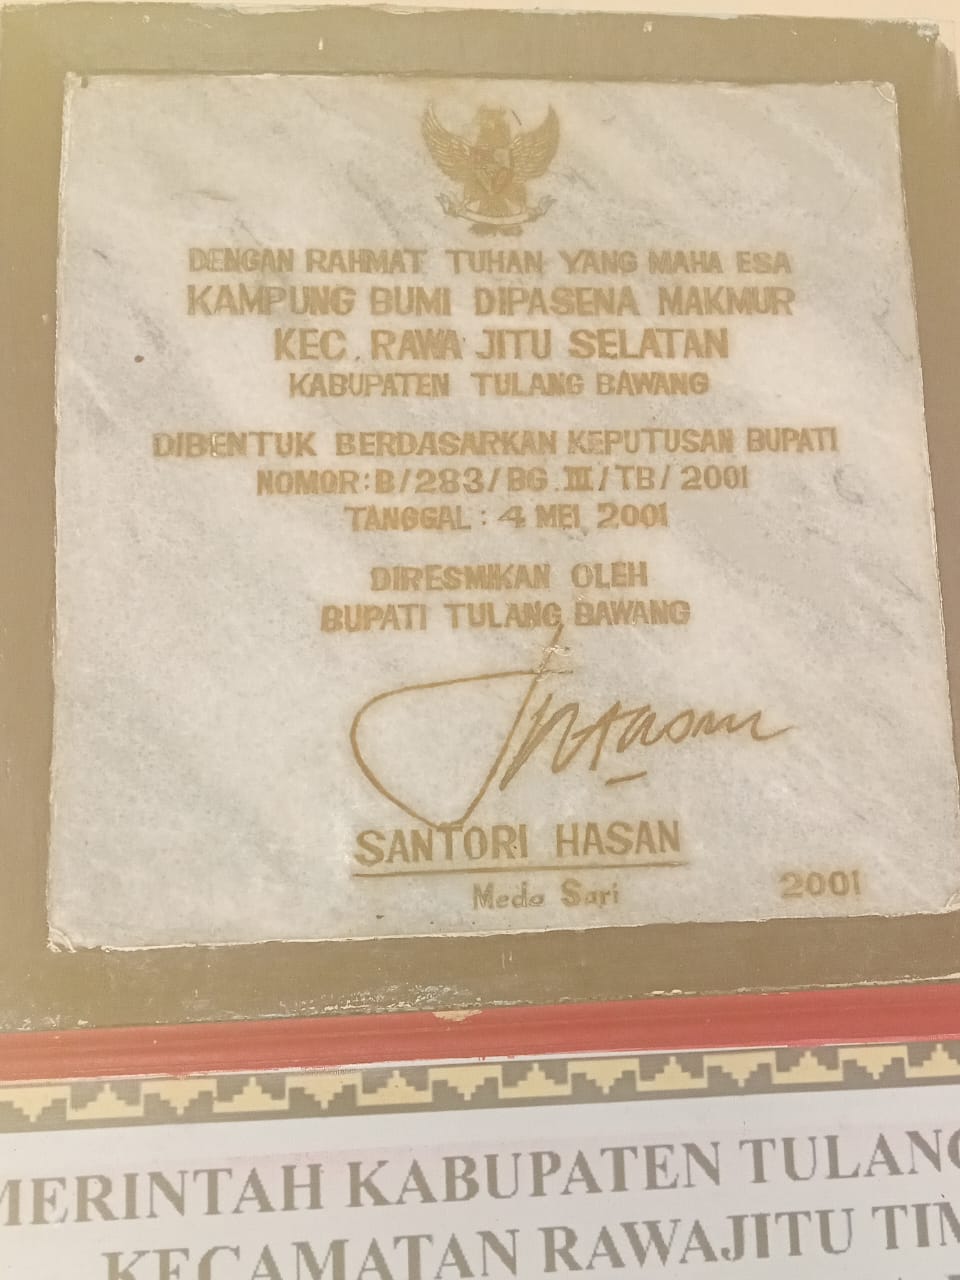 DENGAN RAHMAT TUHAN YANG MAHA ESA
KAMPUNG BUMI DIPASENA MAKMUR
KEC. RAWA JITU SELATAN
KABUPATEN TULANG BAWANG
DIBENTUK BERDASARKAN KEPUTUSAN BUPATI
NOMOR: B/283/BG.III/TB/2001
TANGGAL : 4 MEI 2001
DIRESMIKAN OLEH
BUPATI TULANG BAWANG
SANTORI HASAN
Meda Sari 2001
MERINTAH KABUPATEN TULANG
KECAMATAN RAWAJITU TIM